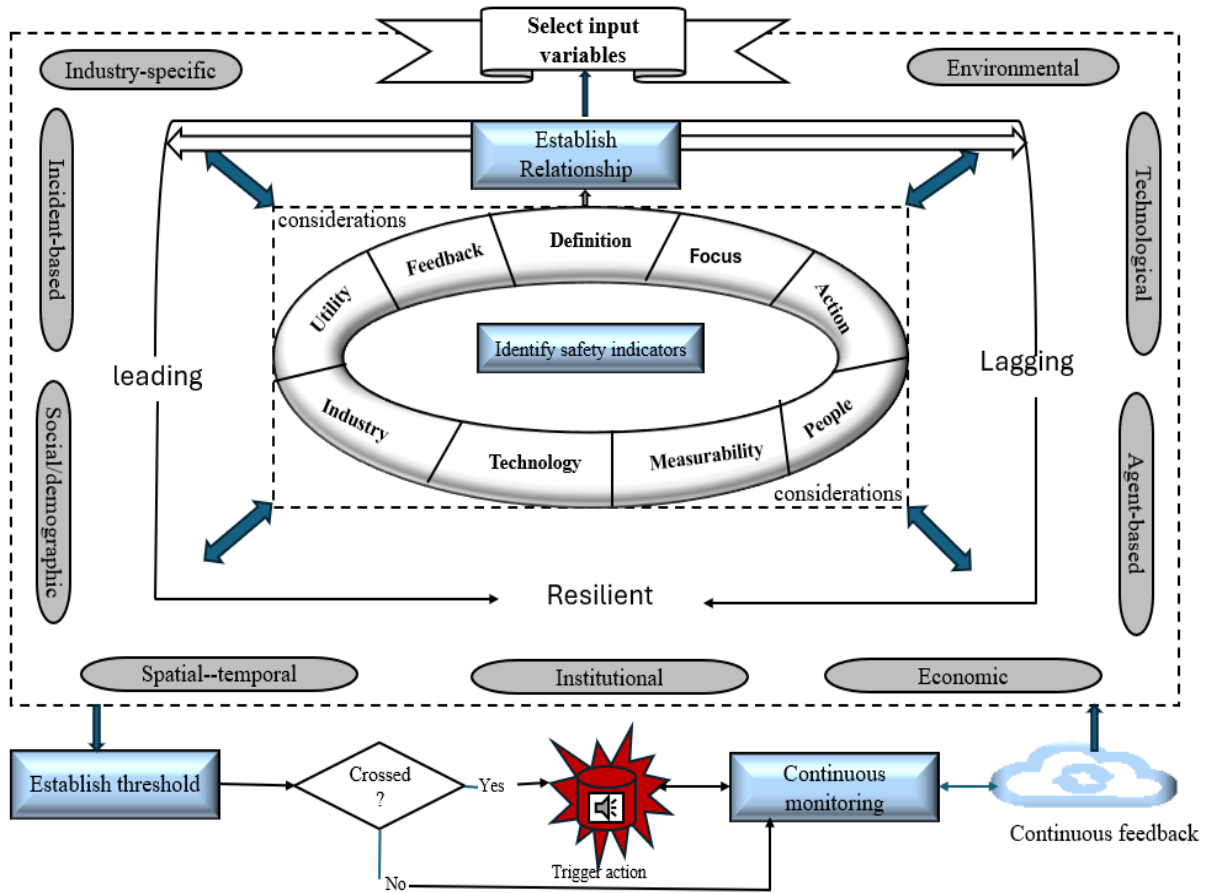 Select input
variables
Industry-specific
Environmental
Incident-based
Technological
Establish
Relationship
considerations
Definition
Feedback
Focus
Utility
Action
Identify safety indicators
leading
Lagging
Industry
People
Technology
Measurability
considerations
Social/demographic
Agent-based
Resilient
Spatial--temporal
Institutional
Economic
Establish threshold
Crossed
?
Yes
No
Trigger action
Continuous
monitoring
Continuous feedback